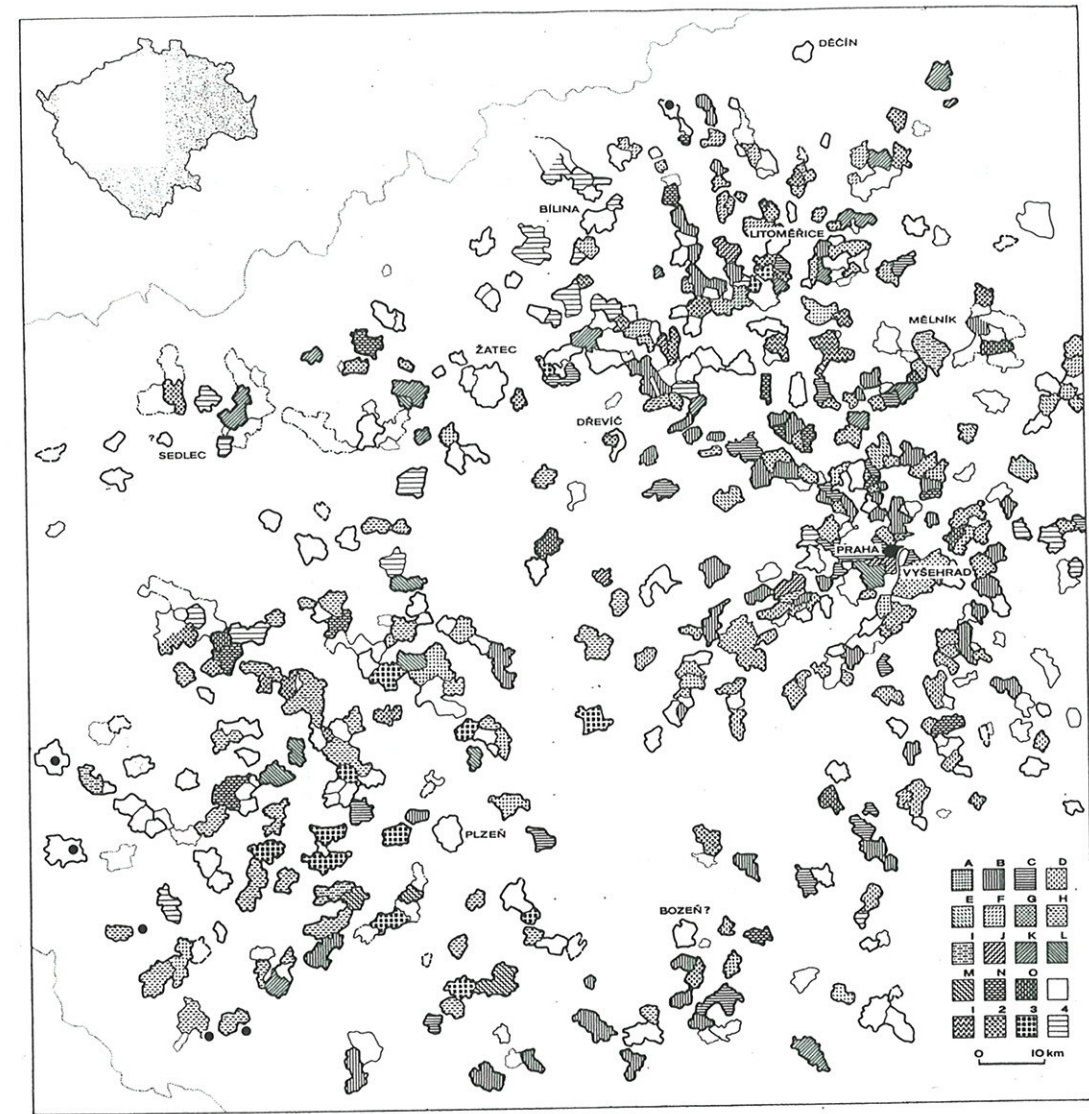 DĚČÍN
BÍLINA
LITOMĚŘICE
MĚLNÍK
ŽATEC
DŘEVÍČ
? SEDLEC
PRAHA
VYŠEHRAD
PLZEŇ
BOZEŇ?
A B C D
E F G H
I J K L
M N O
1 2 3 4
0 10 km